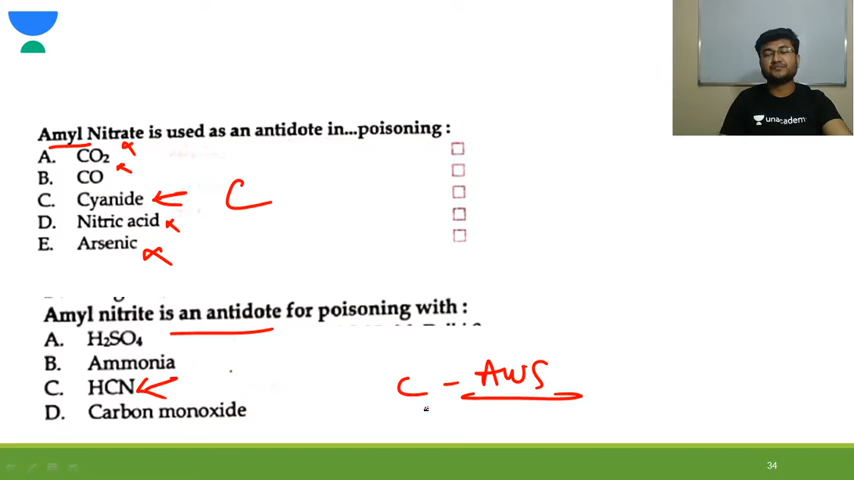 Amyl Nitrate is used as an antidote in...poisoning :
A. CO₂
B. CO
C. Cyanide
C
D. Nitric acid
E. Arsenic
Amyl nitrite is an antidote for poisoning with :
A. H₂SO₄
B. Ammonia
C. HCN
C - AWS
D. Carbon monoxide
unacademy
34